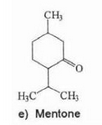 CH₃
O
H₃C CH₃
e) Mentone